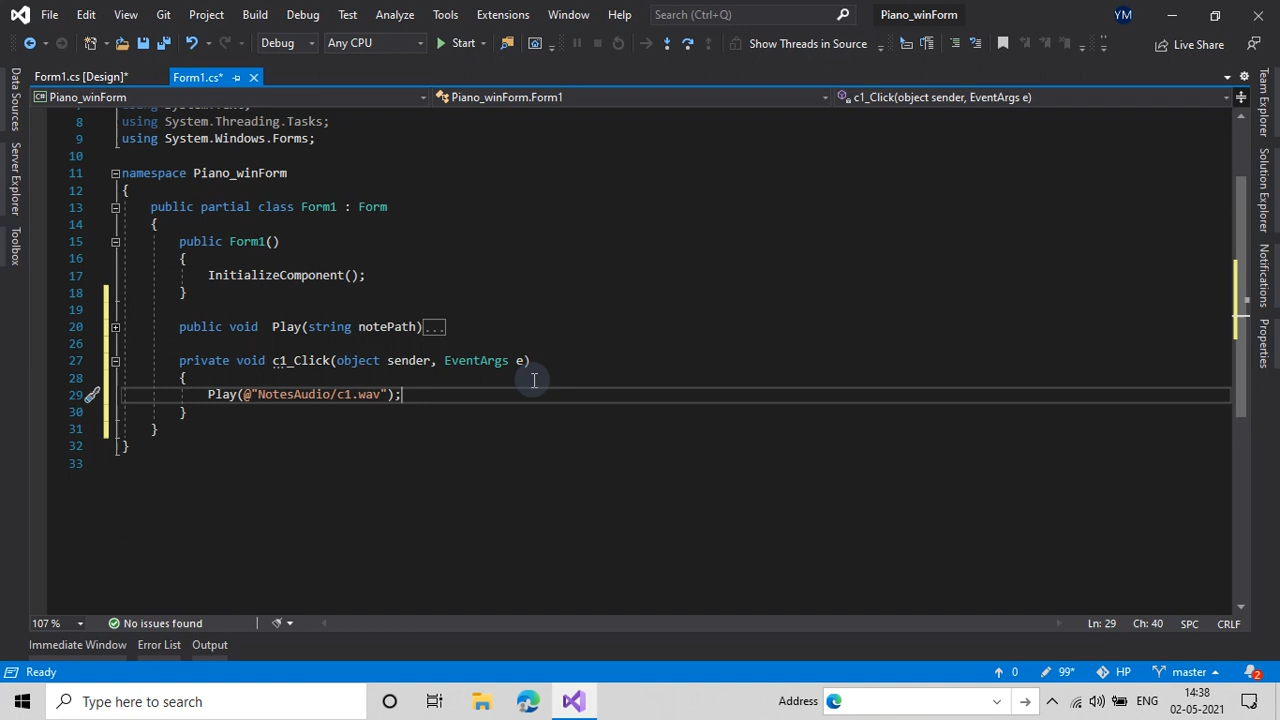 File Edit View Git Project Build Debug Test Analyze Tools Extensions Window Help Search (Ctrl+Q) Piano_winForm YM
Debug Any CPU Start Show Threads in Source Live Share
Form1.cs [Design]* Form1.cs*
Piano_winForm Piano_winForm.Form1 c1_Click(object sender, EventArgs e)
8 using System.Threading.Tasks;
9 using System.Windows.Forms;
10
11 namespace Piano_winForm
12 {
13 public partial class Form1 : Form
14 {
15 public Form1()
16 {
17 InitializeComponent();
18 }
19
20 public void Play(string notePath)...
26
27 private void c1_Click(object sender, EventArgs e)
28 {
29 Play(@"NotesAudio/c1.wav");
30 }
31 }
32 }
33
Data Sources
Server Explorer
Toolbox
Team Explorer
Solution Explorer
Notifications
Properties
107 % No issues found Ln: 29 Ch: 40 SPC CRLF
Immediate Window Error List Output
Ready 0 99* HP master 2
Type here to search Address ENG 14:38
02-05-2021